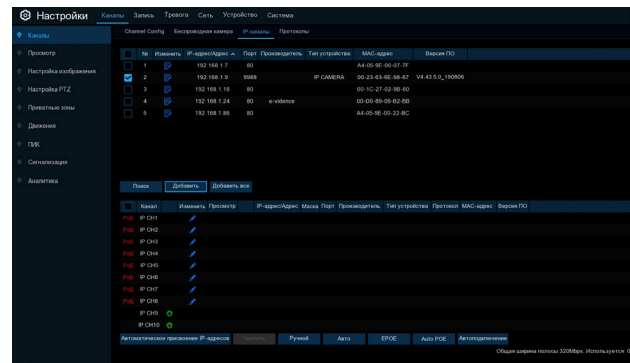 Настройки Каналы Запись Тревога Сеть Устройство Система
Каналы Channel Config Беспроводная камера IP-каналы Протоколы
Просмотр
№ Изменить IP-адрес/Адрес Порт Производитель Тип устройства MAC-адрес Версия ПО
1 192.168.1.7 80 A4-05-9E-00-07-7F
Настройка изображения
2 192.168.1.9 9988 IP CAMERA 00-23-63-6E-96-67 V4.43.5.0_190806
Настройка PTZ
3 192.168.1.18 80 00-1C-27-02-9B-60
Приватные зоны
4 192.168.1.24 80 e-vidence 00-D0-89-06-B2-BB
5 192.168.1.86 80 A4-05-9E-00-22-BC
Движение
ПИК
Сигнализация
Аналитика
Поиск Добавить Добавить все
Канал Изменить Просмотр IP-адрес/Адрес Маска Порт Производитель Тип устройства Протокол MAC-адрес Версия ПО
PoE IP CH1
PoE IP CH2
PoE IP CH3
PoE IP CH4
PoE IP CH5
PoE IP CH6
PoE IP CH7
PoE IP CH8
IP CH9
IP CH10
Автоматическое присвоение IP-адресов Удалить Ручной Авто EPOE Auto POE Автоподключение
Общая ширина полосы 320Mbps, Используется: 0